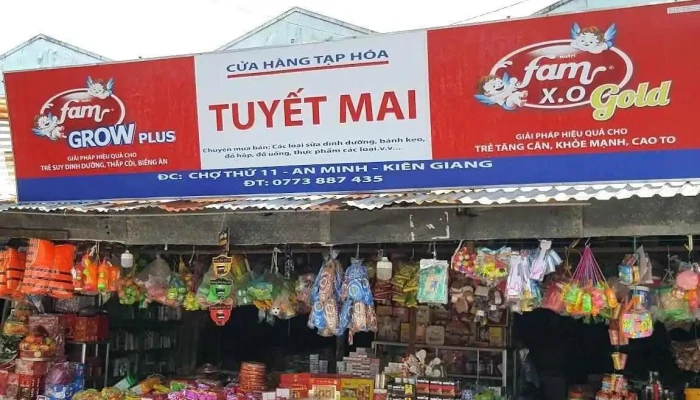 fam
GROW PLUS
GIẢI PHÁP HIỆU QUẢ CHO
TRẺ SUY DINH DƯỠNG, THẤP CÒI, BIẾNG ĂN
CỬA HÀNG TẠP HÓA
TUYẾT MAI
Chuyên mua bán: Các loại sữa dinh dưỡng, bánh kẹo,
đồ hộp, đồ uống, thực phẩm các loại.v.v...
nutri
fam
X.O Gold
GIẢI PHÁP HIỆU QUẢ CHO
TRẺ TĂNG CÂN, KHỎE MẠNH, CAO TO
ĐC: CHỢ THỨ 11 - AN MINH - KIÊN GIANG
ĐT: 0773 887 435